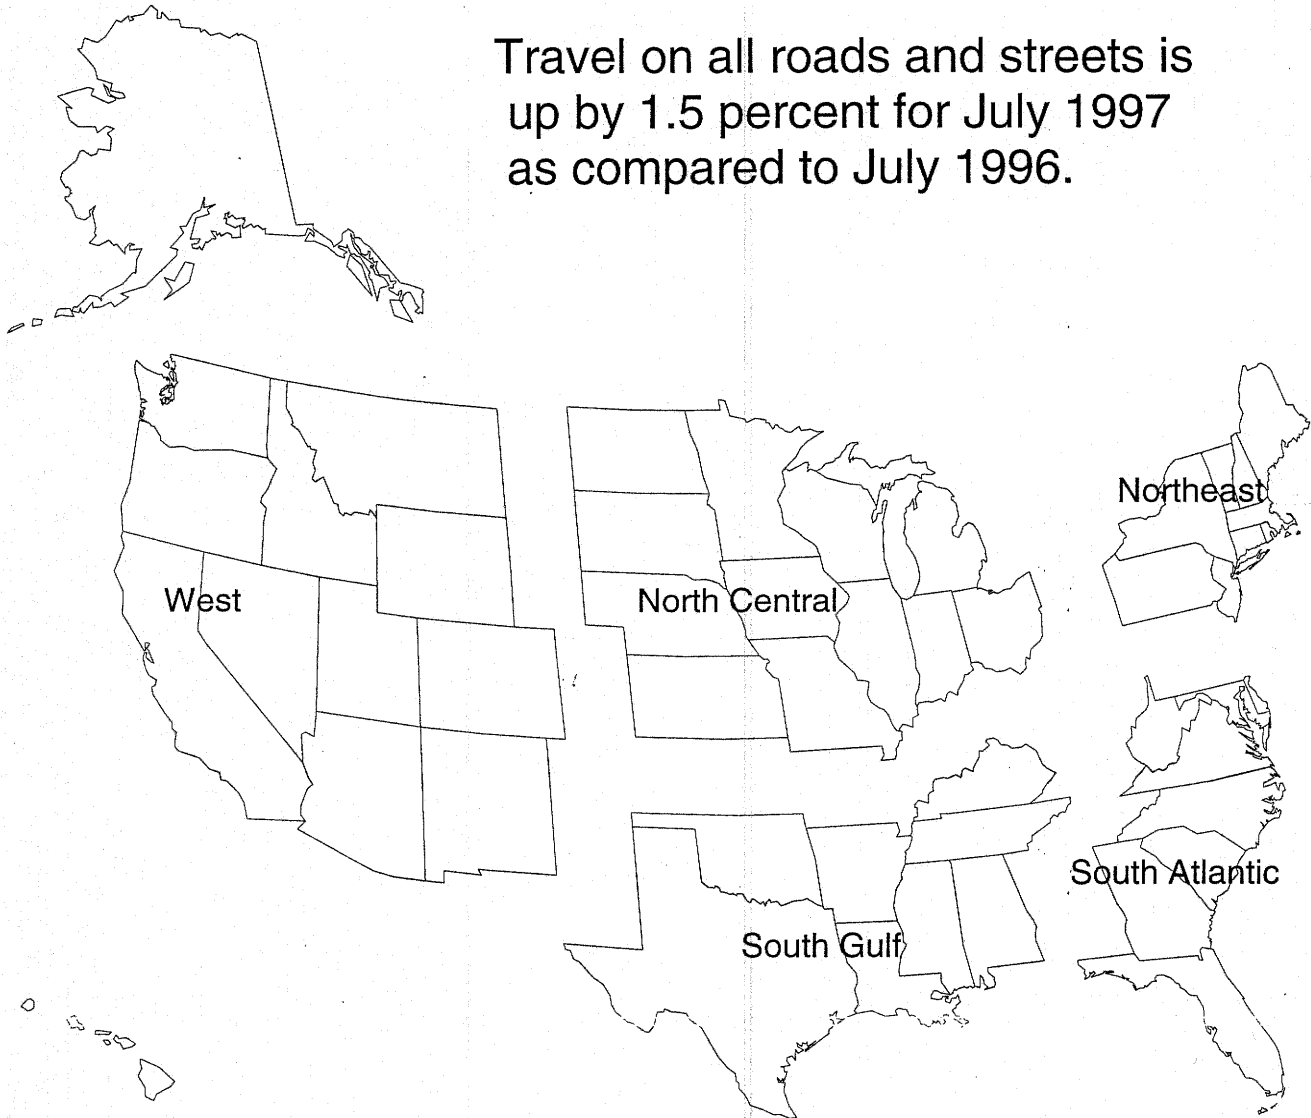 Travel on all roads and streets is
up by 1.5 percent for July 1997
as compared to July 1996.
Northeast
West
North Central
South Atlantic
South Gulf